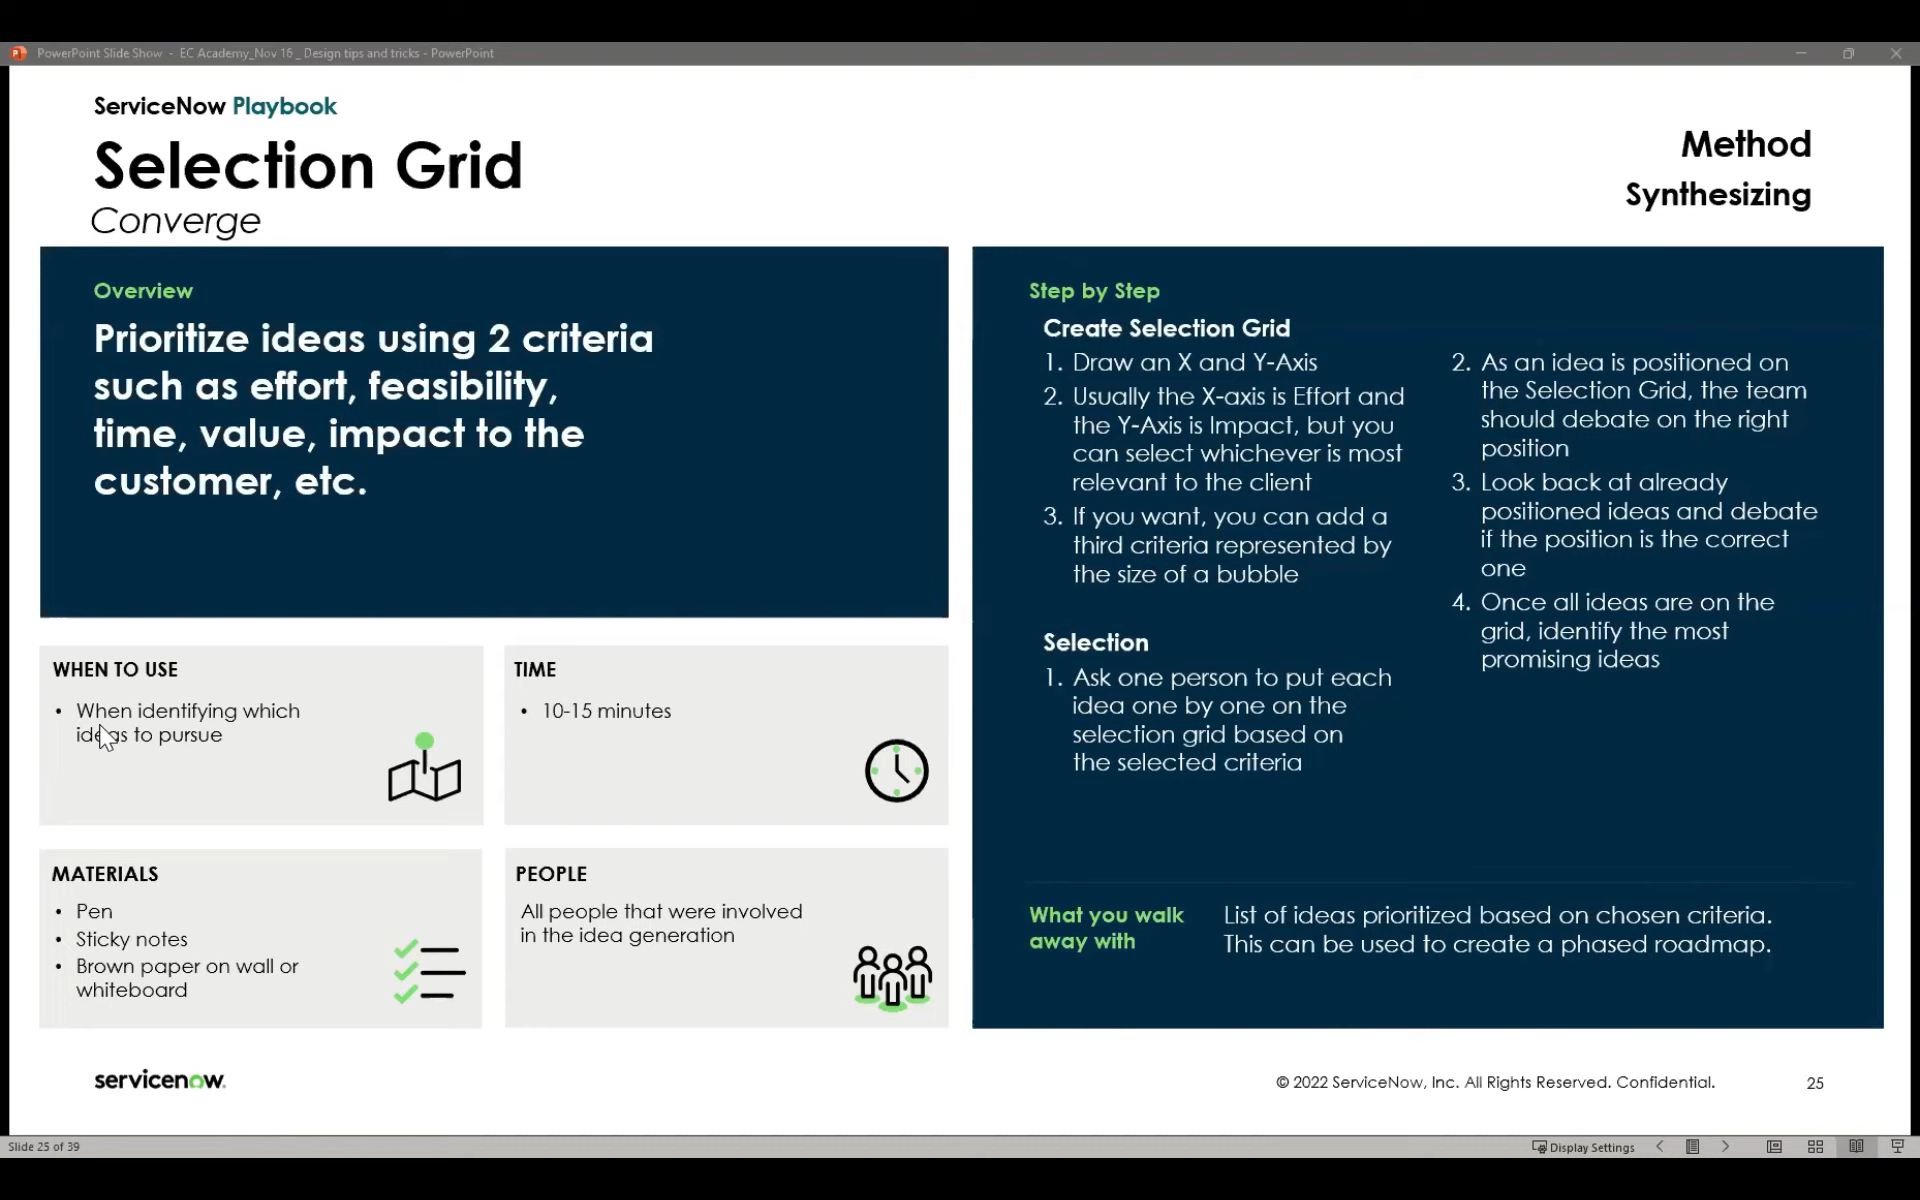 PowerPoint Slide Show - EC Academy_Nov 16 _ Design tips and tricks - PowerPoint
ServiceNow Playbook
Selection Grid
Converge
Method
Synthesizing
Overview
Prioritize ideas using 2 criteria
such as effort, feasibility,
time, value, impact to the
customer, etc.
WHEN TO USE
• When identifying which
ideas to pursue
TIME
• 10-15 minutes
MATERIALS
• Pen
• Sticky notes
• Brown paper on wall or
whiteboard
PEOPLE
All people that were involved
in the idea generation
Step by Step
Create Selection Grid
1. Draw an X and Y-Axis
2. Usually the X-axis is Effort and
the Y-Axis is Impact, but you
can select whichever is most
relevant to the client
3. If you want, you can add a
third criteria represented by
the size of a bubble
Selection
1. Ask one person to put each
idea one by one on the
selection grid based on
the selected criteria
2. As an idea is positioned on
the Selection Grid, the team
should debate on the right
position
3. Look back at already
positioned ideas and debate
if the position is the correct
one
4. Once all ideas are on the
grid, identify the most
promising ideas
What you walk
away with
List of ideas prioritized based on chosen criteria.
This can be used to create a phased roadmap.
servicenow.
© 2022 ServiceNow, Inc. All Rights Reserved. Confidential.
25
Slide 25 of 39
Display Settings